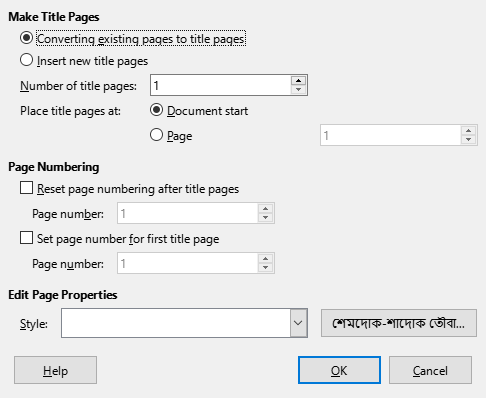 Make Title Pages
Converting existing pages to title pages
Insert new title pages
Number of title pages: 1
Place title pages at: Document start
Page 1
Page Numbering
Reset page numbering after title pages
Page number: 1
Set page number for first title page
Page number: 1
Edit Page Properties
Style: শেমদোক-শাদোক তৌবা...
Help OK Cancel